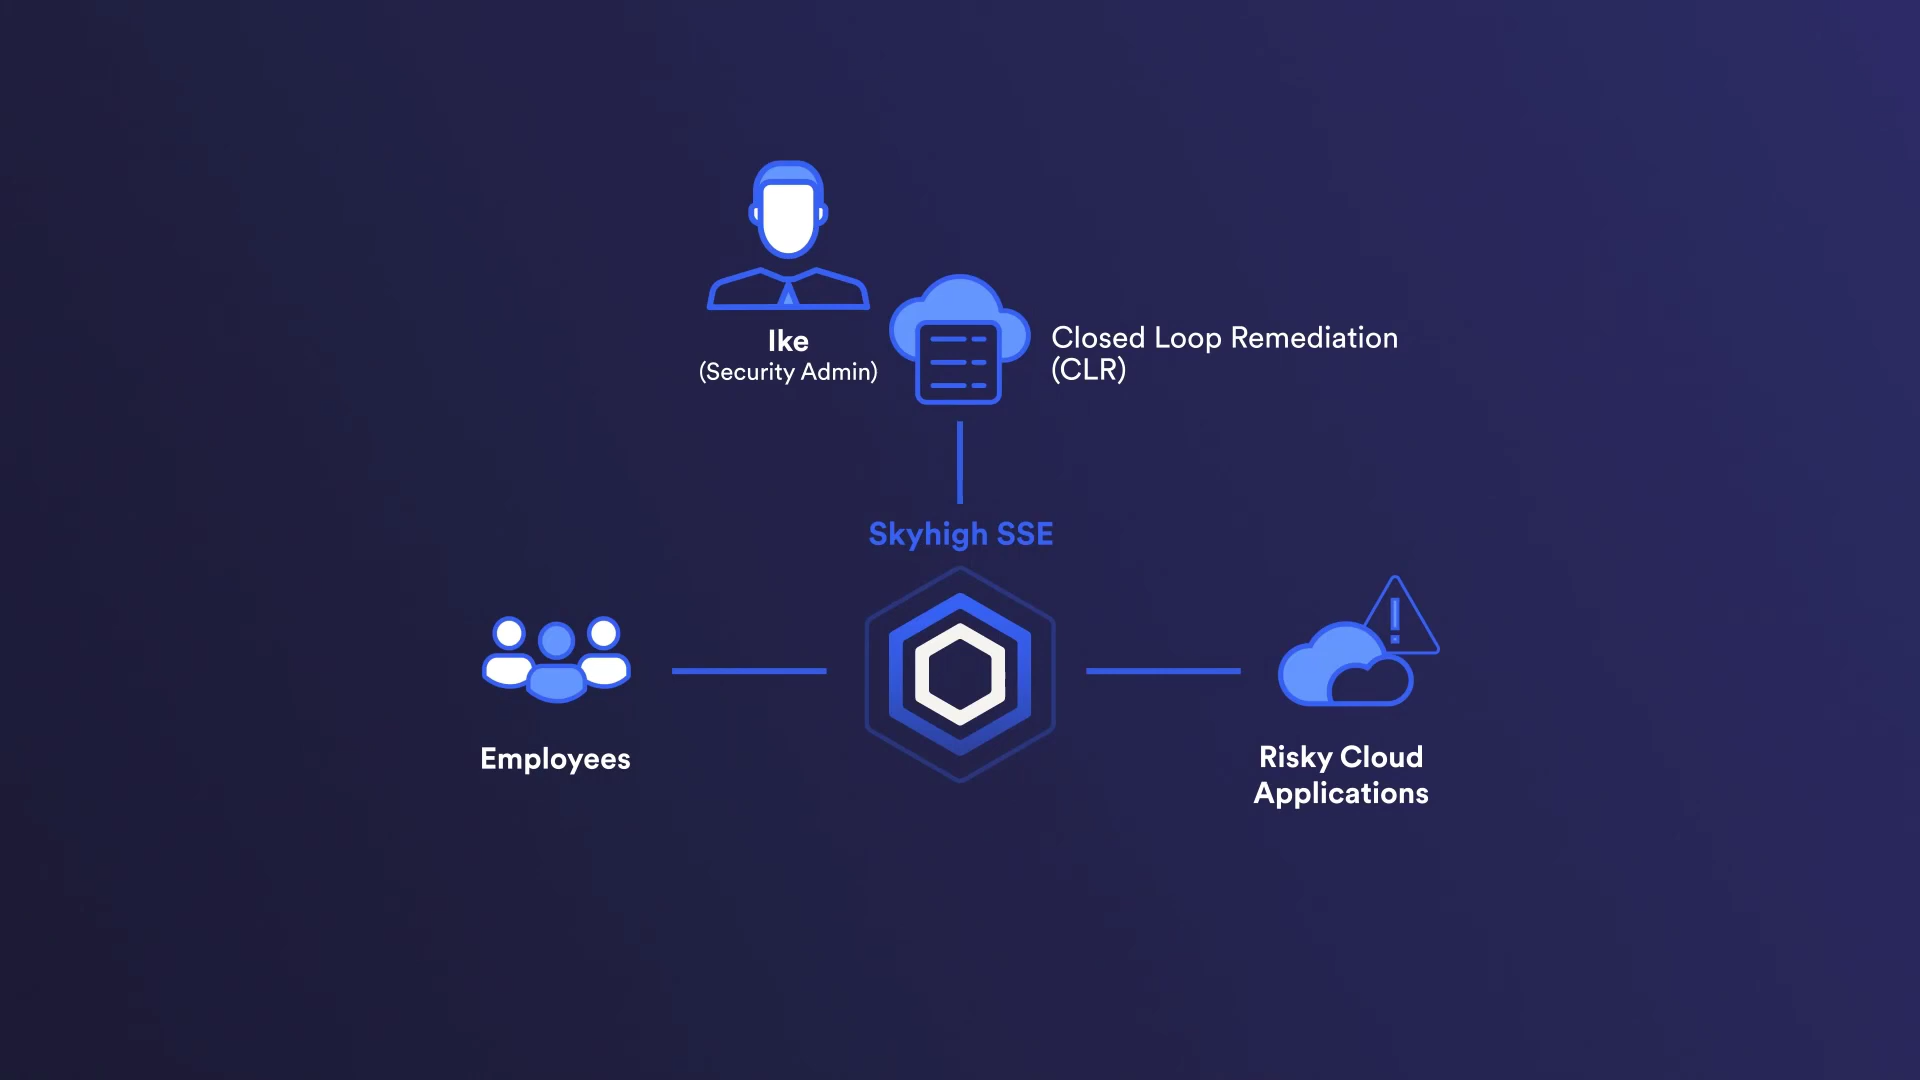 Ike
(Security Admin)
Closed Loop Remediation
(CLR)
Skyhigh SSE
Employees
Risky Cloud
Applications